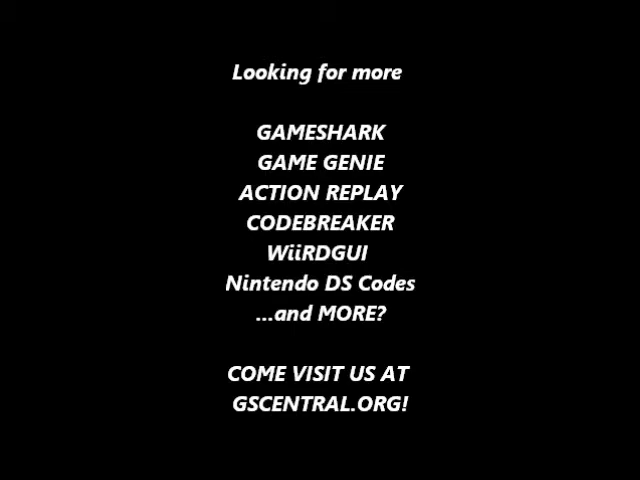 Looking for more
GAMESHARK
GAME GENIE
ACTION REPLAY
CODEBREAKER
WiiRDGUI
Nintendo DS Codes
...and MORE?
COME VISIT US AT
GSCENTRAL.ORG!